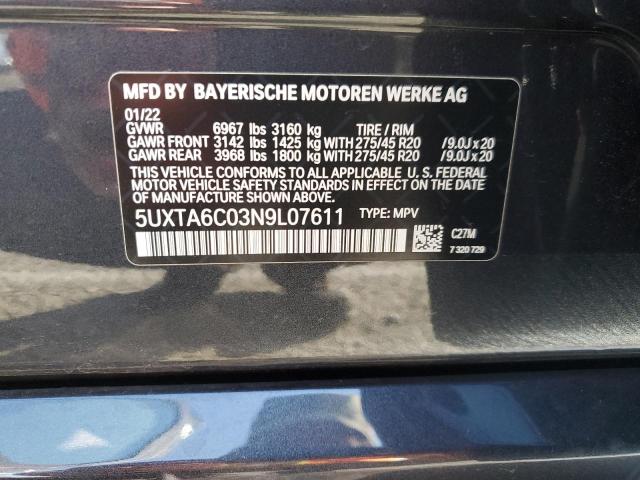 MFD BY BAYERISCHE MOTOREN WERKE AG
01/22
GVWR 6967 lbs 3160 kg TIRE / RIM
GAWR FRONT 3142 lbs 1425 kg WITH 275/45 R20 / 9.0J x 20
GAWR REAR 3968 lbs 1800 kg WITH 275/45 R20 / 9.0J x 20
THIS VEHICLE CONFORMS TO ALL APPLICABLE U. S. FEDERAL
MOTOR VEHICLE SAFETY STANDARDS IN EFFECT ON THE DATE
OF MANUFACTURE SHOWN ABOVE.
5UXTA6C03N9L07611 TYPE: MPV
C27M
7 320 729